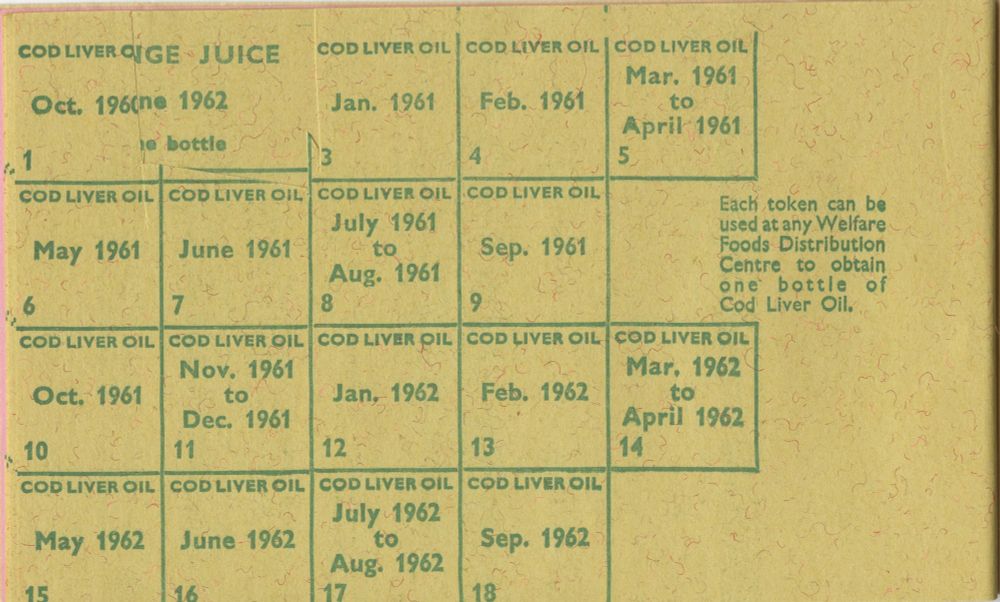 COD LIVER O
Oct. 196
1
NGE JUICE
ne 1962
ne bottle
COD LIVER OIL
Jan. 1961
3
COD LIVER OIL
Feb. 1961
4
COD LIVER OIL
Mar. 1961
to
April 1961
5
COD LIVER OIL
May 1961
6
COD LIVER OIL
June 1961
7
COD LIVER OIL
July 1961
to
Aug. 1961
8
COD LIVER OIL
Sep. 1961
9
Each token can be
used at any Welfare
Foods Distribution
Centre to obtain
one bottle of
Cod Liver Oil.
COD LIVER OIL
Oct. 1961
10
COD LIVER OIL
Nov. 1961
to
Dec. 1961
11
COD LIVER OIL
Jan. 1962
12
COD LIVER OIL
Feb. 1962
13
COD LIVER OIL
Mar. 1962
to
April 1962
14
COD LIVER OIL
May 1962
15
COD LIVER OIL
June 1962
16
COD LIVER OIL
July 1962
to
Aug. 1962
17
COD LIVER OIL
Sep. 1962
18